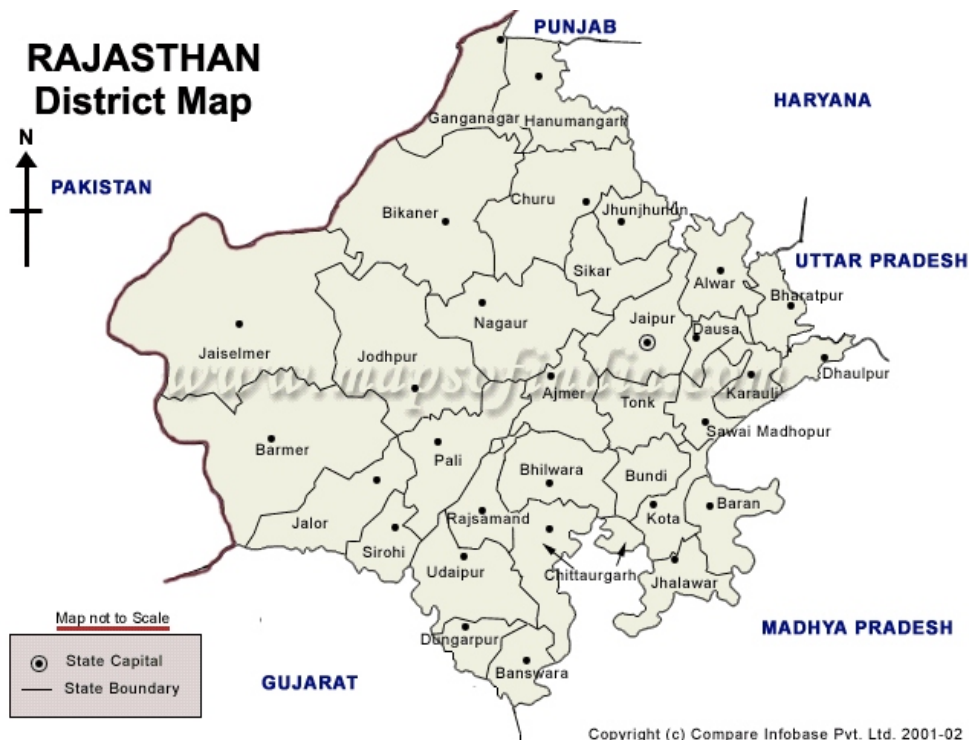 RAJASTHAN
District Map
N
PUNJAB
HARYANA
PAKISTAN
UTTAR PRADESH
Ganganagar
Hanumangarh
Bikaner
Churu
Jhunjhunun
Sikar
Alwar
Bharatpur
Nagaur
Jaipur
Dausa
Jaiselmer
Jodhpur
Dhaulpur
www.mapsofindia.com
Ajmer
Tonk
Karauli
Sawai Madhopur
Barmer
Pali
Bhilwara
Bundi
Baran
Jalor
Rajsamand
Kota
Sirohi
Udaipur
Chittaurgarh
Jhalawar
Dungarpur
Banswara
MADHYA PRADESH
GUJARAT
Map not to Scale
State Capital
State Boundary
Copyright (c) Compare Infobase Pvt. Ltd. 2001-02